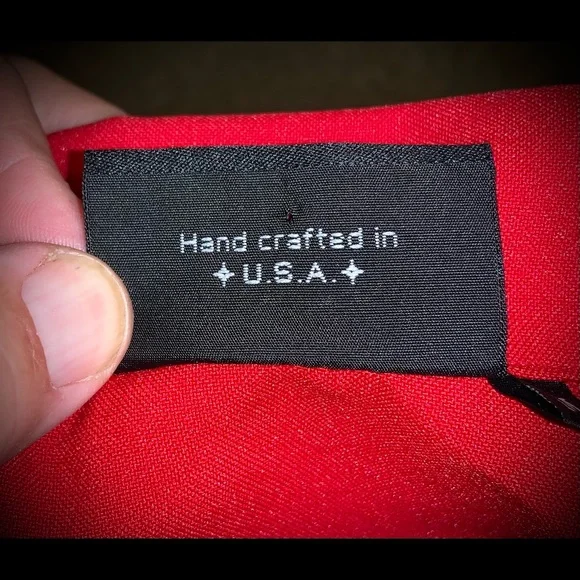 Hand crafted in
✦ U.S.A. ✦